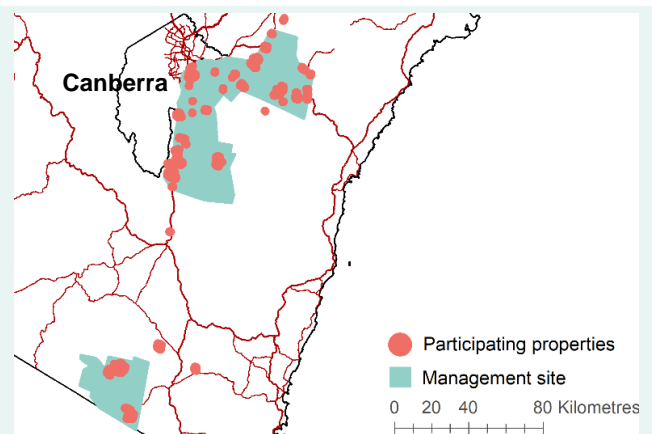 Canberra
Participating properties
Management site
0 20 40 80 Kilometres